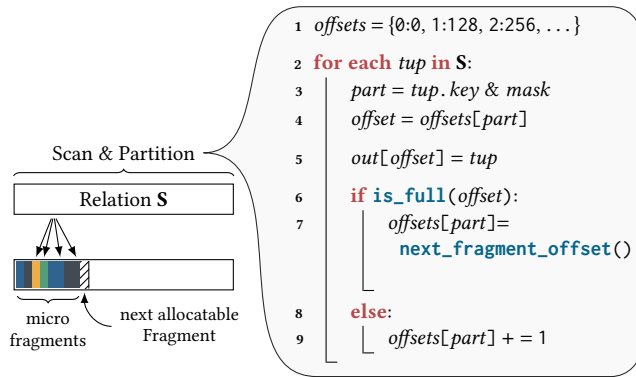 Scan & Partition
Relation S
micro
fragments
next allocatable
Fragment
1 offsets = {0:0, 1:128, 2:256, . . .}
2 for each tup in S:
3 part = tup.key & mask
4 offset = offsets[part]
5 out[offset] = tup
6 if is_full(offset):
7 offsets[part]=
next_fragment_offset()
8 else:
9 offsets[part] + = 1